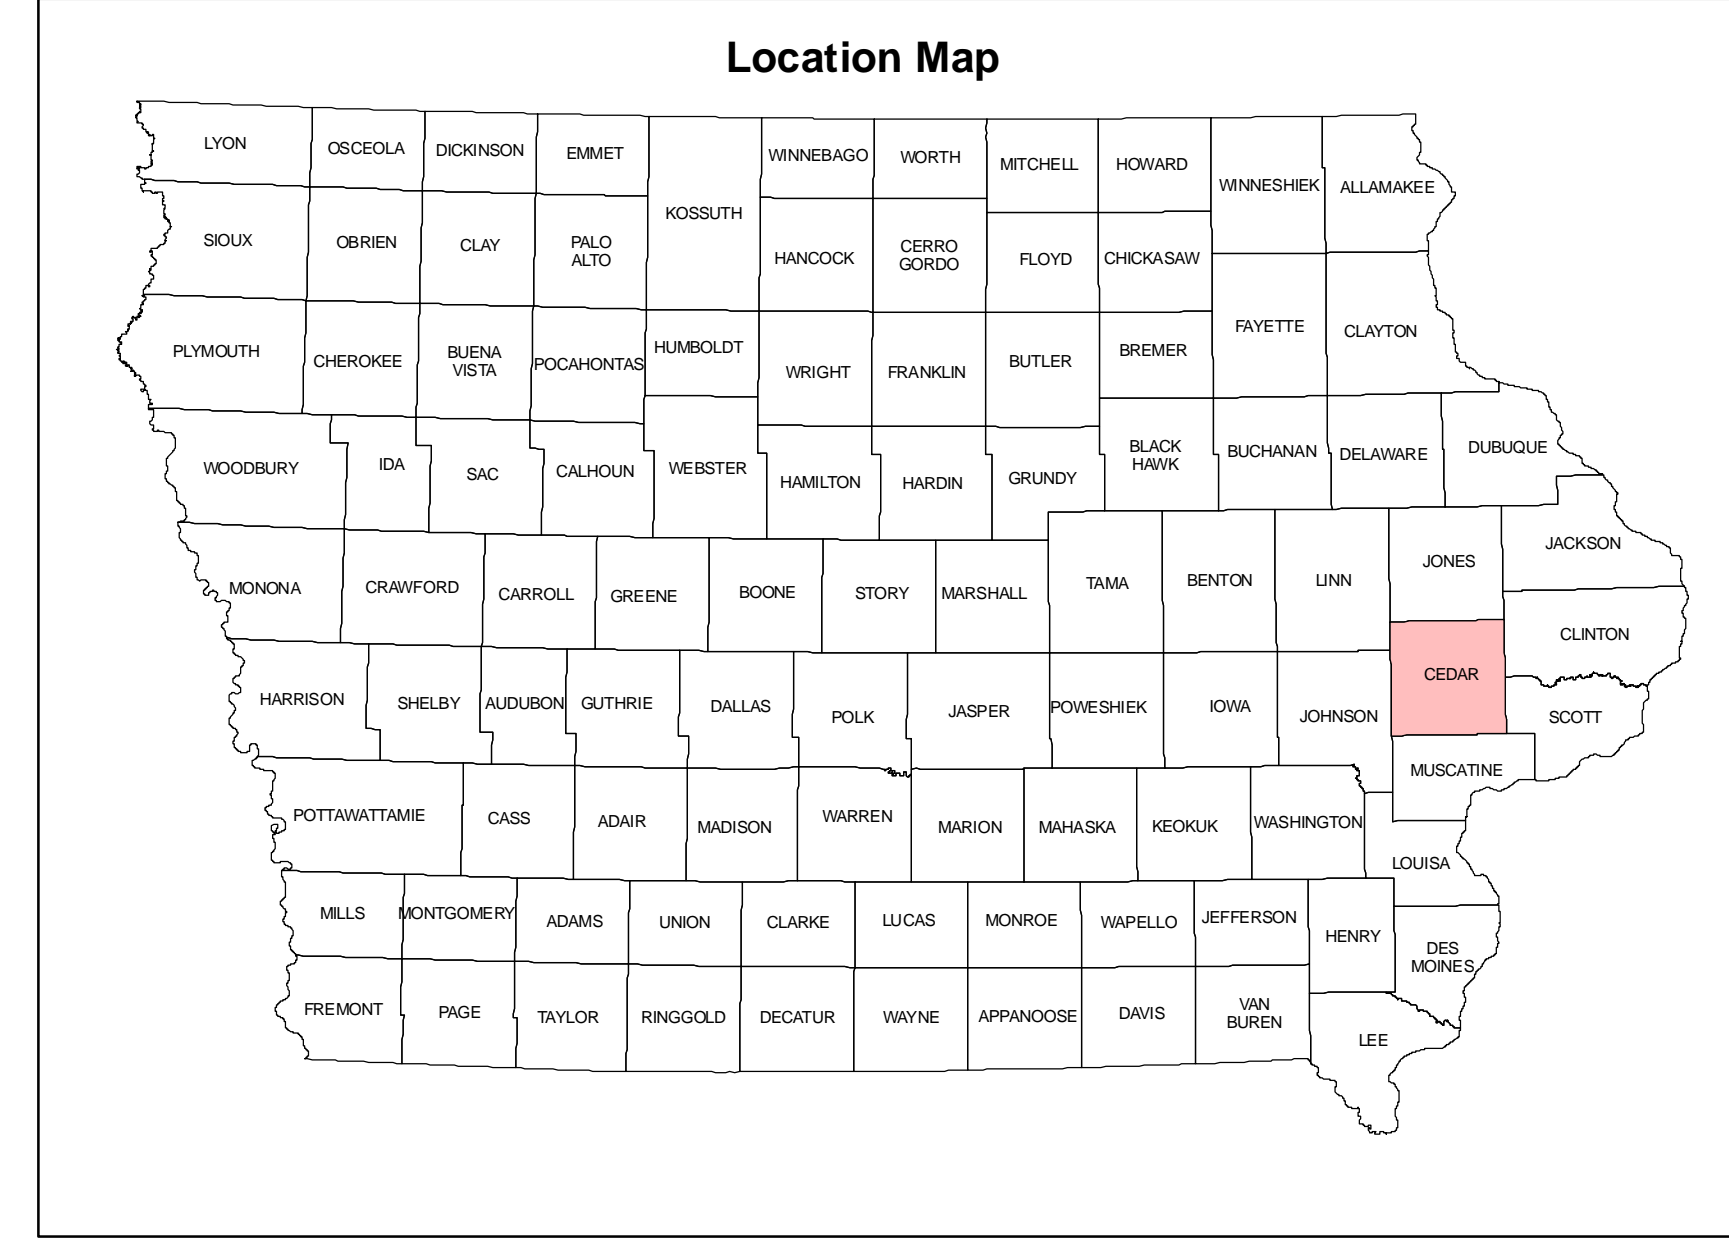 Location Map
LYON
OSCEOLA
DICKINSON
EMMET
KOSSUTH
WINNEBAGO
WORTH
MITCHELL
HOWARD
WINNESHIEK
ALLAMAKEE
SIOUX
OBRIEN
CLAY
PALO
ALTO
HANCOCK
CERRO
GORDO
FLOYD
CHICKASAW
FAYETTE
CLAYTON
PLYMOUTH
CHEROKEE
BUENA
VISTA
POCAHONTAS
HUMBOLDT
WRIGHT
FRANKLIN
BUTLER
BREMER
WOODBURY
IDA
SAC
CALHOUN
WEBSTER
HAMILTON
HARDIN
GRUNDY
BLACK
HAWK
BUCHANAN
DELAWARE
DUBUQUE
MONONA
CRAWFORD
CARROLL
GREENE
BOONE
STORY
MARSHALL
TAMA
BENTON
LINN
JONES
JACKSON
CLINTON
HARRISON
SHELBY
AUDUBON
GUTHRIE
DALLAS
POLK
JASPER
POWESHIEK
IOWA
JOHNSON
CEDAR
SCOTT
MUSCATINE
POTTAWATTAMIE
CASS
ADAIR
MADISON
WARREN
MARION
MAHASKA
KEOKUK
WASHINGTON
LOUISA
MILLS
MONTGOMERY
ADAMS
UNION
CLARKE
LUCAS
MONROE
WAPELLO
JEFFERSON
HENRY
DES
MOINES
FREMONT
PAGE
TAYLOR
RINGGOLD
DECATUR
WAYNE
APPANOOSE
DAVIS
VAN
BUREN
LEE